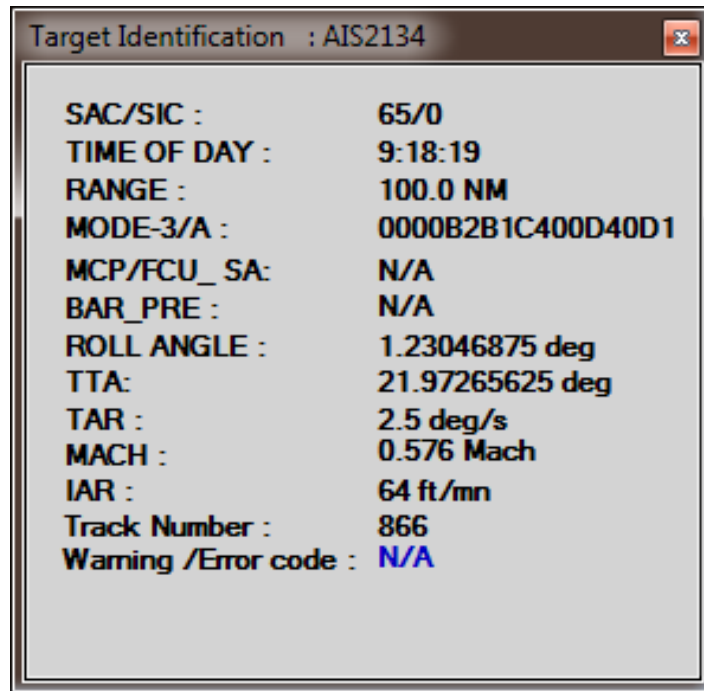 Target Identification : AIS2134
SAC/SIC : 65/0
TIME OF DAY : 9:18:19
RANGE : 100.0 NM
MODE-3/A : 0000B2B1C400D40D1
MCP/FCU_ SA: N/A
BAR_PRE : N/A
ROLL ANGLE : 1.23046875 deg
TTA: 21.97265625 deg
TAR : 2.5 deg/s
MACH : 0.576 Mach
IAR : 64 ft/mn
Track Number : 866
Warning /Error code : N/A